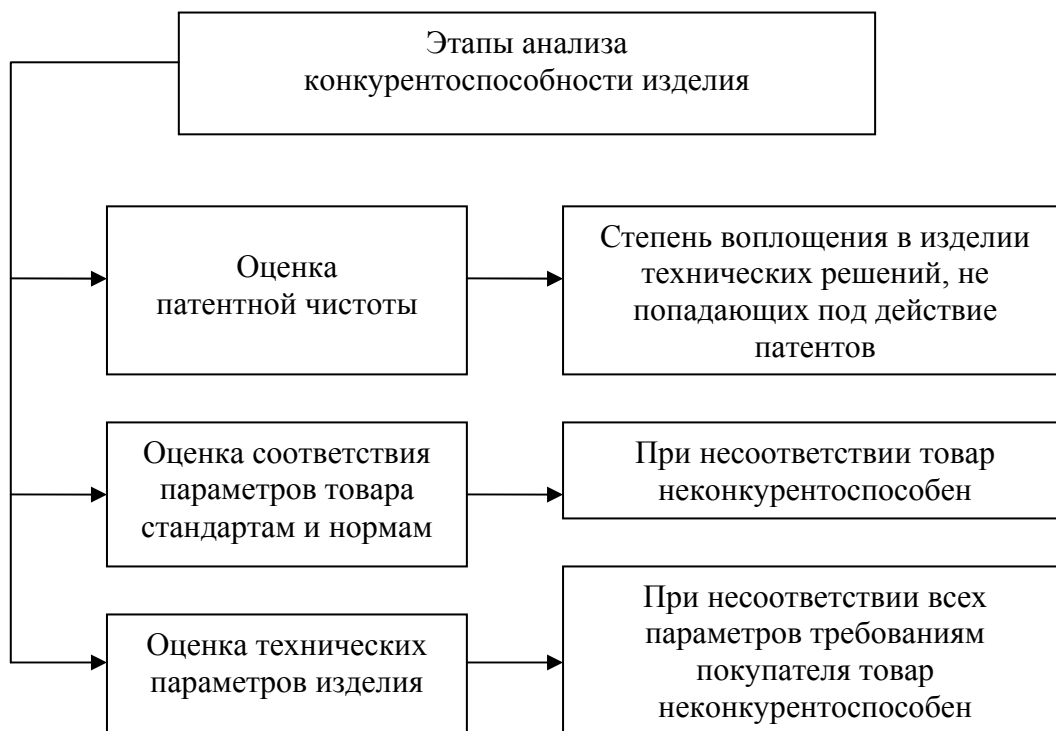 Этапы анализа
конкурентоспособности изделия
Оценка
патентной чистоты
Степень воплощения в изделии
технических решений, не
попадающих под действие
патентов
Оценка соответствия
параметров товара
стандартам и нормам
При несоответствии товар
неконкурентоспособен
Оценка технических
параметров изделия
При несоответствии всех
параметров требованиям
покупателя товар
неконкурентоспособен